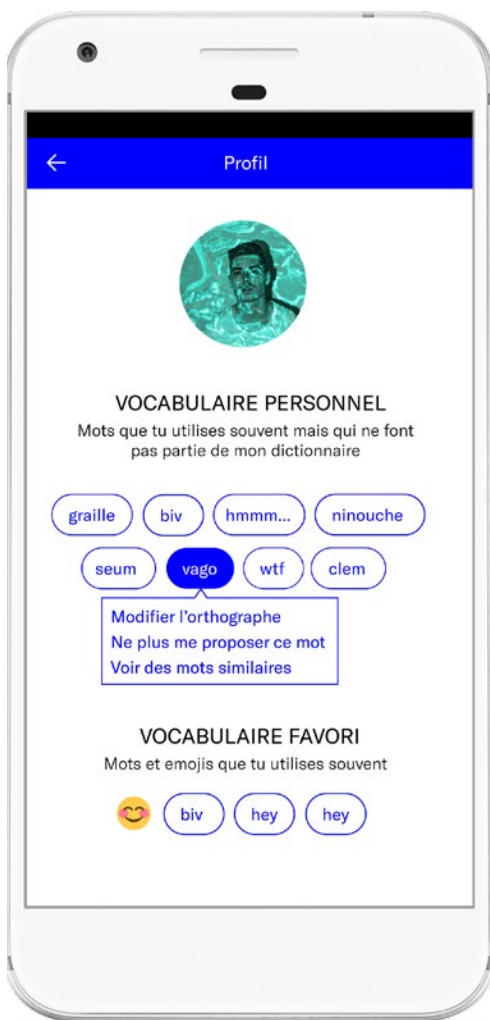 Profil
VOCABULAIRE PERSONNEL
Mots que tu utilises souvent mais qui ne font
pas partie de mon dictionnaire
graille biv hmmm... ninouche
seum vago wtf clem
Modifier l'orthographe
Ne plus me proposer ce mot
Voir des mots similaires
VOCABULAIRE FAVORI
Mots et emojis que tu utilises souvent
😊 biv hey hey